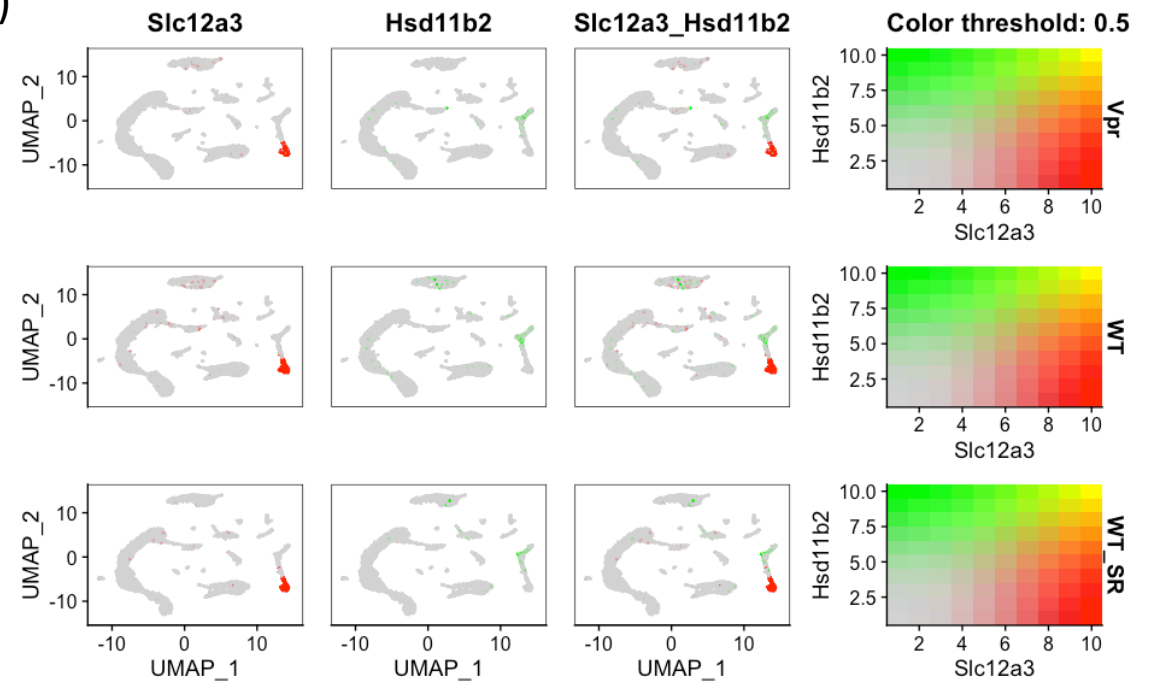 )
Slc12a3 Hsd11b2 Slc12a3_Hsd11b2 Color threshold: 0.5
UMAP_2
10
0
-10
Hsd11b2
10.0
7.5
5.0
2.5
2 4 6 8 10
Slc12a3
Vpr
UMAP_2
10
0
-10
Hsd11b2
10.0
7.5
5.0
2.5
2 4 6 8 10
Slc12a3
WT
UMAP_2
10
0
-10
-10 0 10
UMAP_1
-10 0 10
UMAP_1
-10 0 10
UMAP_1
Hsd11b2
10.0
7.5
5.0
2.5
2 4 6 8 10
Slc12a3
WT_SR